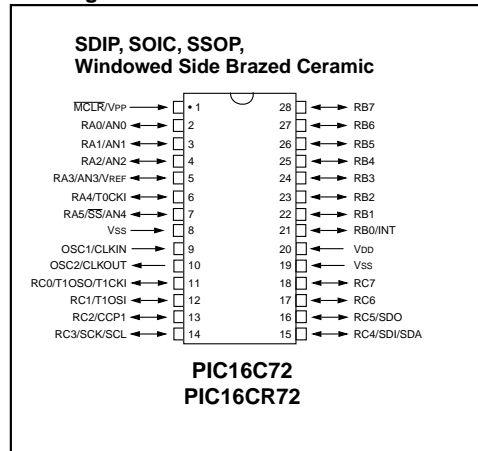 SDIP, SOIC, SSOP,
Windowed Side Brazed Ceramic
MCLR/VPP • 1 28 RB7
RA0/AN0 2 27 RB6
RA1/AN1 3 26 RB5
RA2/AN2 4 25 RB4
RA3/AN3/VREF 5 24 RB3
RA4/T0CKI 6 23 RB2
RA5/SS/AN4 7 22 RB1
VSS 8 21 RB0/INT
OSC1/CLKIN 9 20 VDD
OSC2/CLKOUT 10 19 VSS
RC0/T1OSO/T1CKI 11 18 RC7
RC1/T1OSI 12 17 RC6
RC2/CCP1 13 16 RC5/SDO
RC3/SCK/SCL 14 15 RC4/SDI/SDA
PIC16C72
PIC16CR72